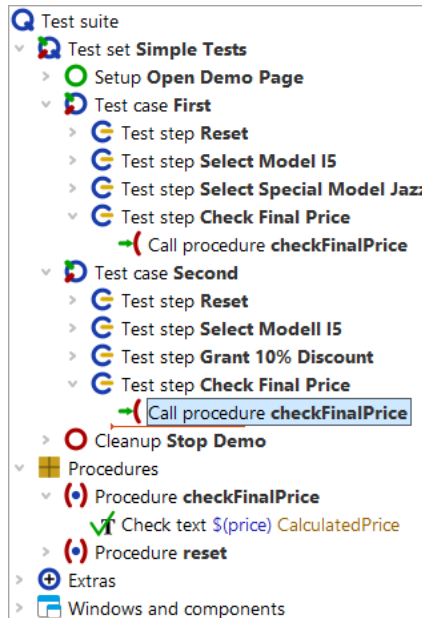 Test suite
Test set Simple Tests
Setup Open Demo Page
Test case First
Test step Reset
Test step Select Model I5
Test step Select Special Model Jazz
Test step Check Final Price
Call procedure checkFinalPrice
Test case Second
Test step Reset
Test step Select Modell I5
Test step Grant 10% Discount
Test step Check Final Price
Call procedure checkFinalPrice
Cleanup Stop Demo
Procedures
Procedure checkFinalPrice
Check text $(price) CalculatedPrice
Procedure reset
Extras
Windows and components